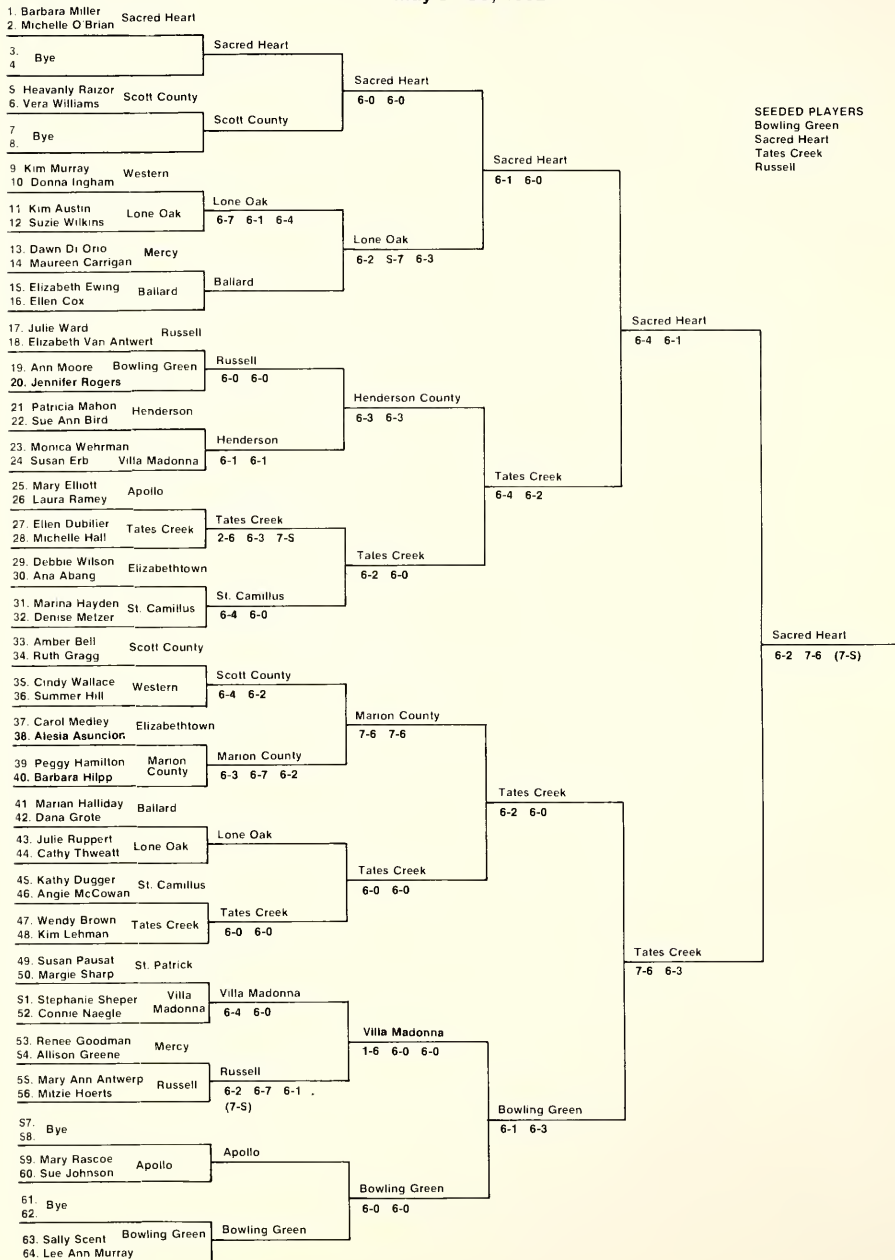 1. Barbara Miller
2. Michelle O'Brian
Sacred Heart
3.
4
Bye
Sacred Heart
S Heavanly Raizor
6. Vera Williams
Scott County
7
8.
Bye
Scott County
Sacred Heart
6-0 6-0
9 Kim Murray
10 Donna Ingham
Western
11 Kim Austin
12 Suzie Wilkins
Lone Oak
Lone Oak
6-7 6-1 6-4
13. Dawn Di Orio
14 Maureen Carrigan
Mercy
1S. Elizabeth Ewing
16. Ellen Cox
Ballard
Ballard
Lone Oak
6-2 S-7 6-3
Sacred Heart
6-1 6-0
SEEDED PLAYERS
Bowling Green
Sacred Heart
Tates Creek
Russell
17. Julie Ward
18. Elizabeth Van Antwert
Russell
19. Ann Moore
20. Jennifer Rogers
Bowling Green
Russell
6-0 6-0
21 Patricia Mahon
22. Sue Ann Bird
Henderson
23. Monica Wehrman
24 Susan Erb
Villa Madonna
Henderson
6-1 6-1
Henderson County
6-3 6-3
25. Mary Elliott
26 Laura Ramey
Apollo
27. Ellen Dubilier
28. Michelle Hall
Tates Creek
Tates Creek
2-6 6-3 7-S
29. Debbie Wilson
30. Ana Abang
Elizabethtown
31. Marina Hayden
32. Denise Metzer
St. Camillus
St. Camillus
6-4 6-0
Tates Creek
6-2 6-0
Tates Creek
6-4 6-2
Sacred Heart
6-4 6-1
33. Amber Bell
34. Ruth Gragg
Scott County
3S. Cindy Wallace
36. Summer Hill
Western
Scott County
6-4 6-2
37. Carol Medley
38. Alesia Asuncion
Elizabethtown
39 Peggy Hamilton
40. Barbara Hilpp
Marion
County
Marion County
6-3 6-7 6-2
Marion County
7-6 7-6
41 Marian Halliday
42. Dana Grote
Ballard
43. Julie Ruppert
44. Cathy Thweatt
Lone Oak
Lone Oak
4S. Kathy Dugger
46. Angie McCowan
St. Camillus
47. Wendy Brown
48. Kim Lehman
Tates Creek
Tates Creek
6-0 6-0
Tates Creek
6-0 6-0
Tates Creek
6-2 6-0
49. Susan Pausat
50. Margie Sharp
St. Patrick
S1. Stephanie Sheper
52. Connie Naegle
Villa
Madonna
Villa Madonna
6-4 6-0
53. Renee Goodman
S4. Allison Greene
Mercy
5S. Mary Ann Antwerp
56. Mitzie Hoerts
Russell
Russell
6-2 6-7 6-1 .
(7-S)
Villa Madonna
1-6 6-0 6-0
S7.
S8.
Bye
S9. Mary Rascoe
60. Sue Johnson
Apollo
Apollo
61.
62.
Bye
63. Sally Scent
64. Lee Ann Murray
Bowling Green
Bowling Green
Bowling Green
6-0 6-0
Bowling Green
6-1 6-3
Tates Creek
7-6 6-3
Sacred Heart
6-2 7-6 (7-S)